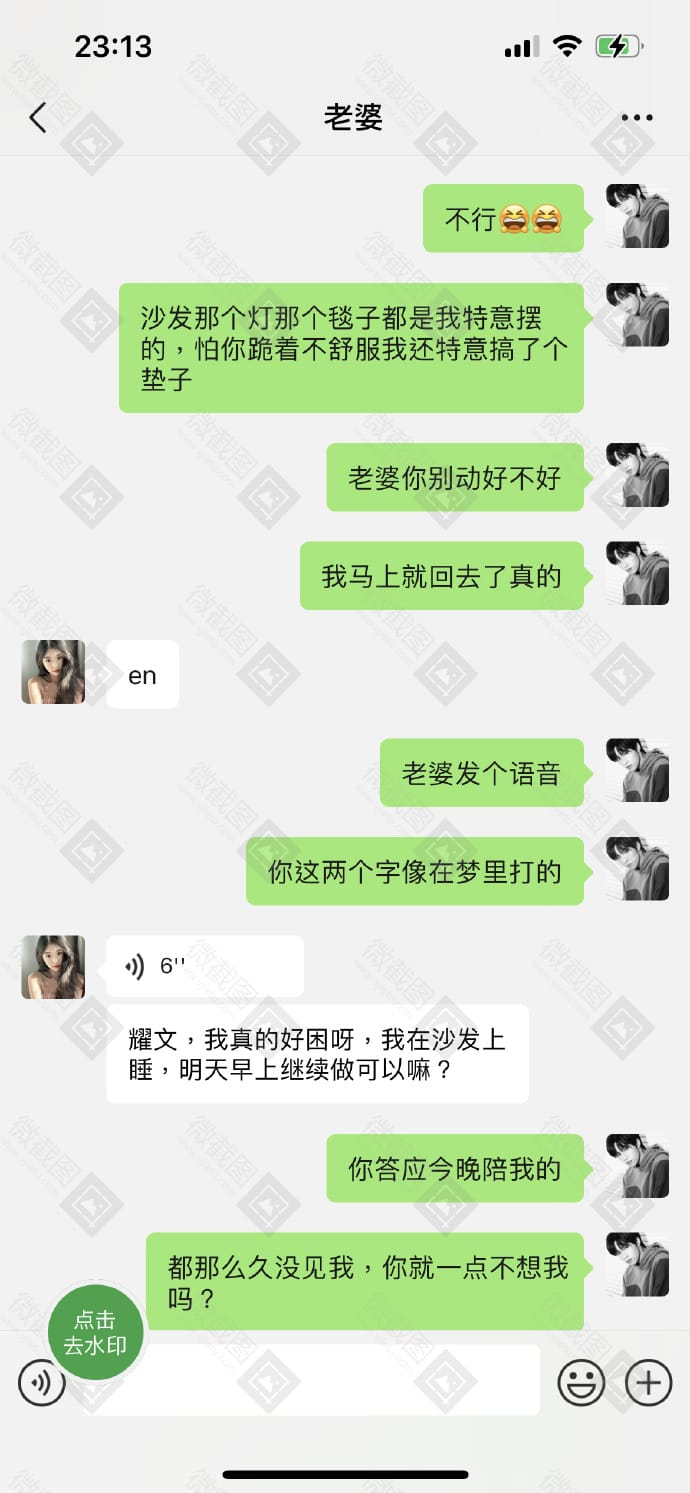 23:13
老婆
不行😆😆
沙发那个灯那个毯子都是我特意摆
的，怕你跪着不舒服我还特意搞了个
垫子
老婆你别动好不好
我马上就回去了真的
en
老婆发个语音
你这两个字像在梦里打的
6''
耀文，我真的好困呀，我在沙发上
睡，明天早上继续做可以嘛？
你答应今晚陪我的
都那么久没见我，你就一点不想我
吗？
点击
去水印
微截图